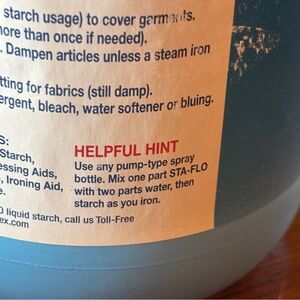 starch usage) to cover garments.
more than once if needed).
. Dampen articles unless a steam iron
tting for fabrics (still damp).
ergent, bleach, water softener or bluing.
S:
Starch,
essing Aids,
, Ironing Aid,
e.
HELPFUL HINT
Use any pump-type spray
bottle. Mix one part STA-FLO
with two parts water, then
starch as you iron.
O liquid starch, call us Toll-Free
ex.com